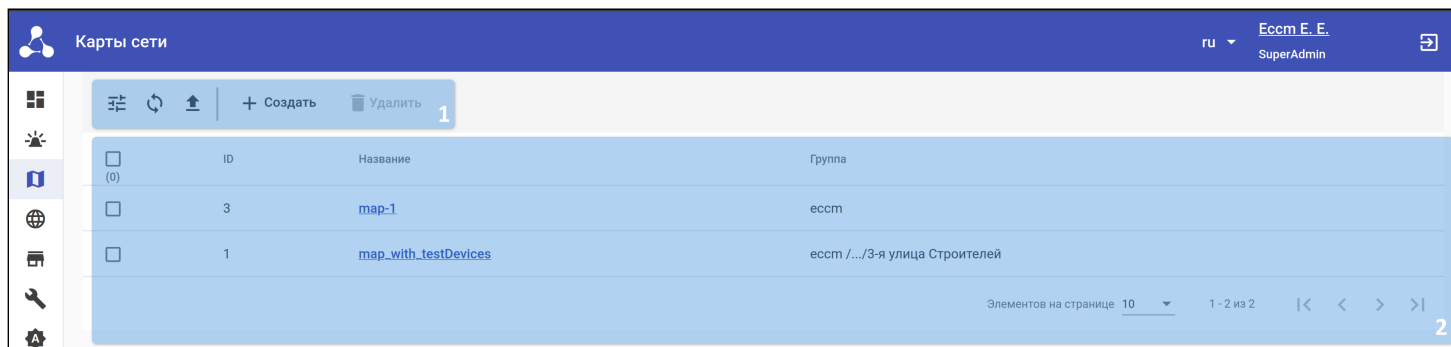 Карты сети
ru
Eccm E. E.
SuperAdmin
Создать
Удалить
1
ID
Название
Группа
(0)
3
map-1
eccm
1
map_with_testDevices
eccm /.../3-я улица Строителей
Элементов на странице 10
1 - 2 из 2
2
A